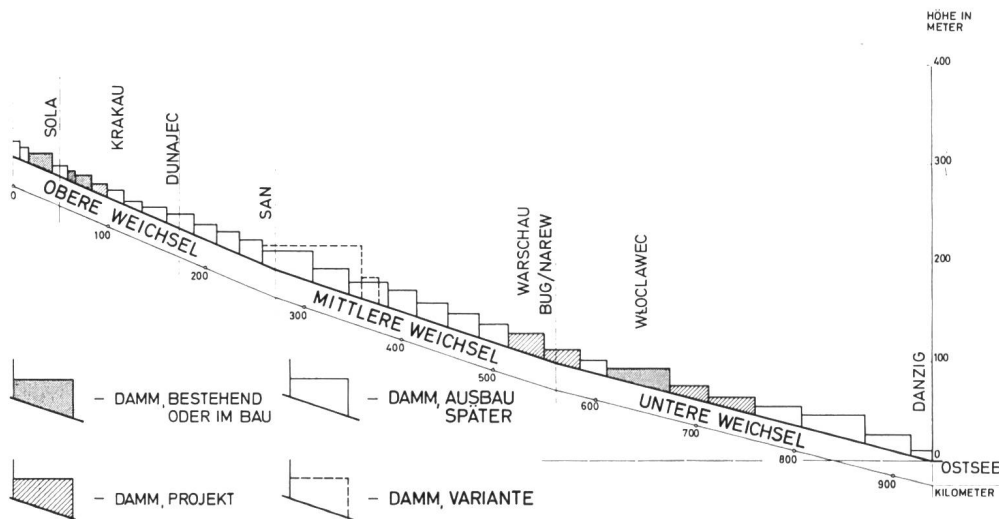 HÖHE IN
METER
400
300
200
100
0
SOLA
KRAKAU
DUNAJEC
SAN
WARSCHAU
BUG/NAREW
WŁOCLAWEC
DANZIG
OBERE WEICHSEL
MITTLERE WEICHSEL
UNTERE WEICHSEL
0
100
200
300
400
500
600
700
800
900
OSTSEE
KILOMETER
– DAMM, BESTEHEND
ODER IM BAU
– DAMM, AUSBAU
SPÄTER
– DAMM, PROJEKT
– DAMM, VARIANTE